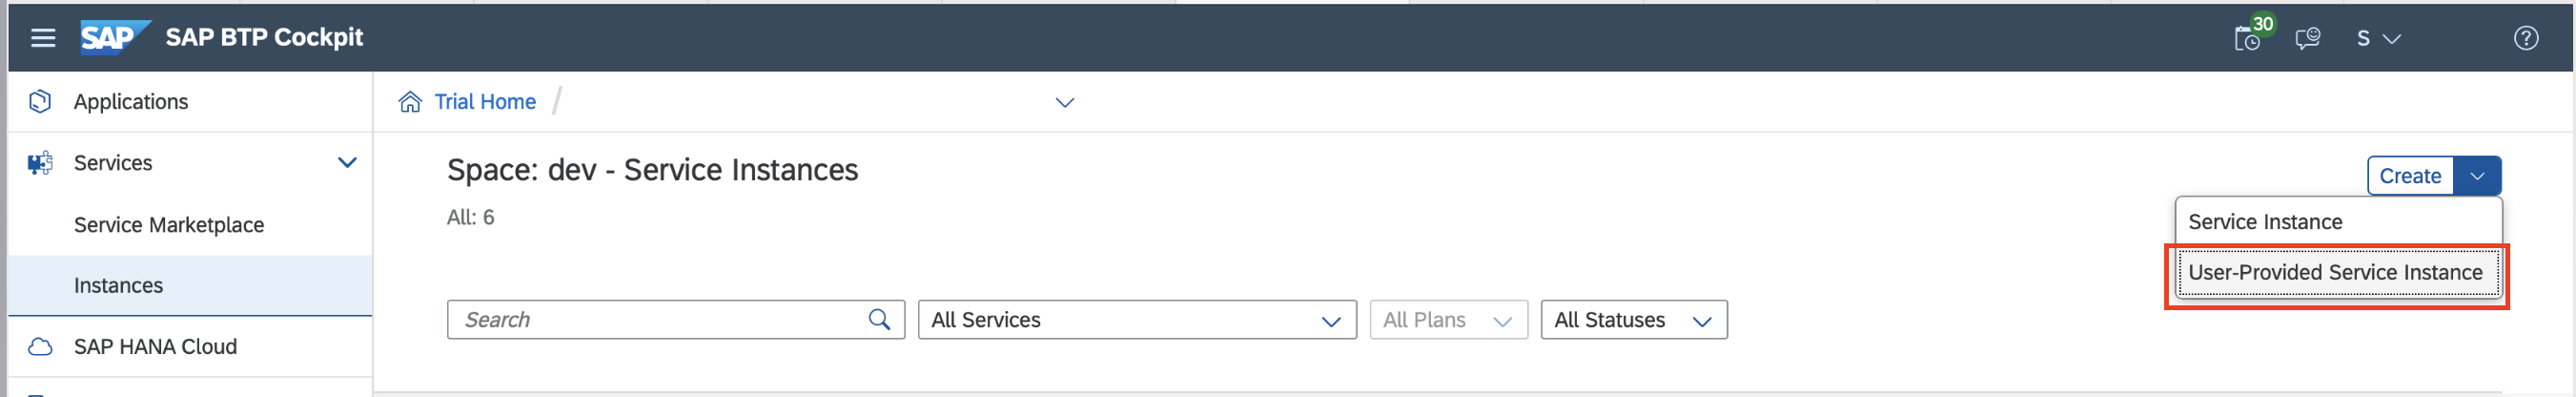 SAP SAP BTP Cockpit 30 S
Applications
Trial Home /
Services
Space: dev - Service Instances
Create
All: 6
Service Instance
User-Provided Service Instance
Service Marketplace
Instances
Search All Services All Plans All Statuses
SAP HANA Cloud